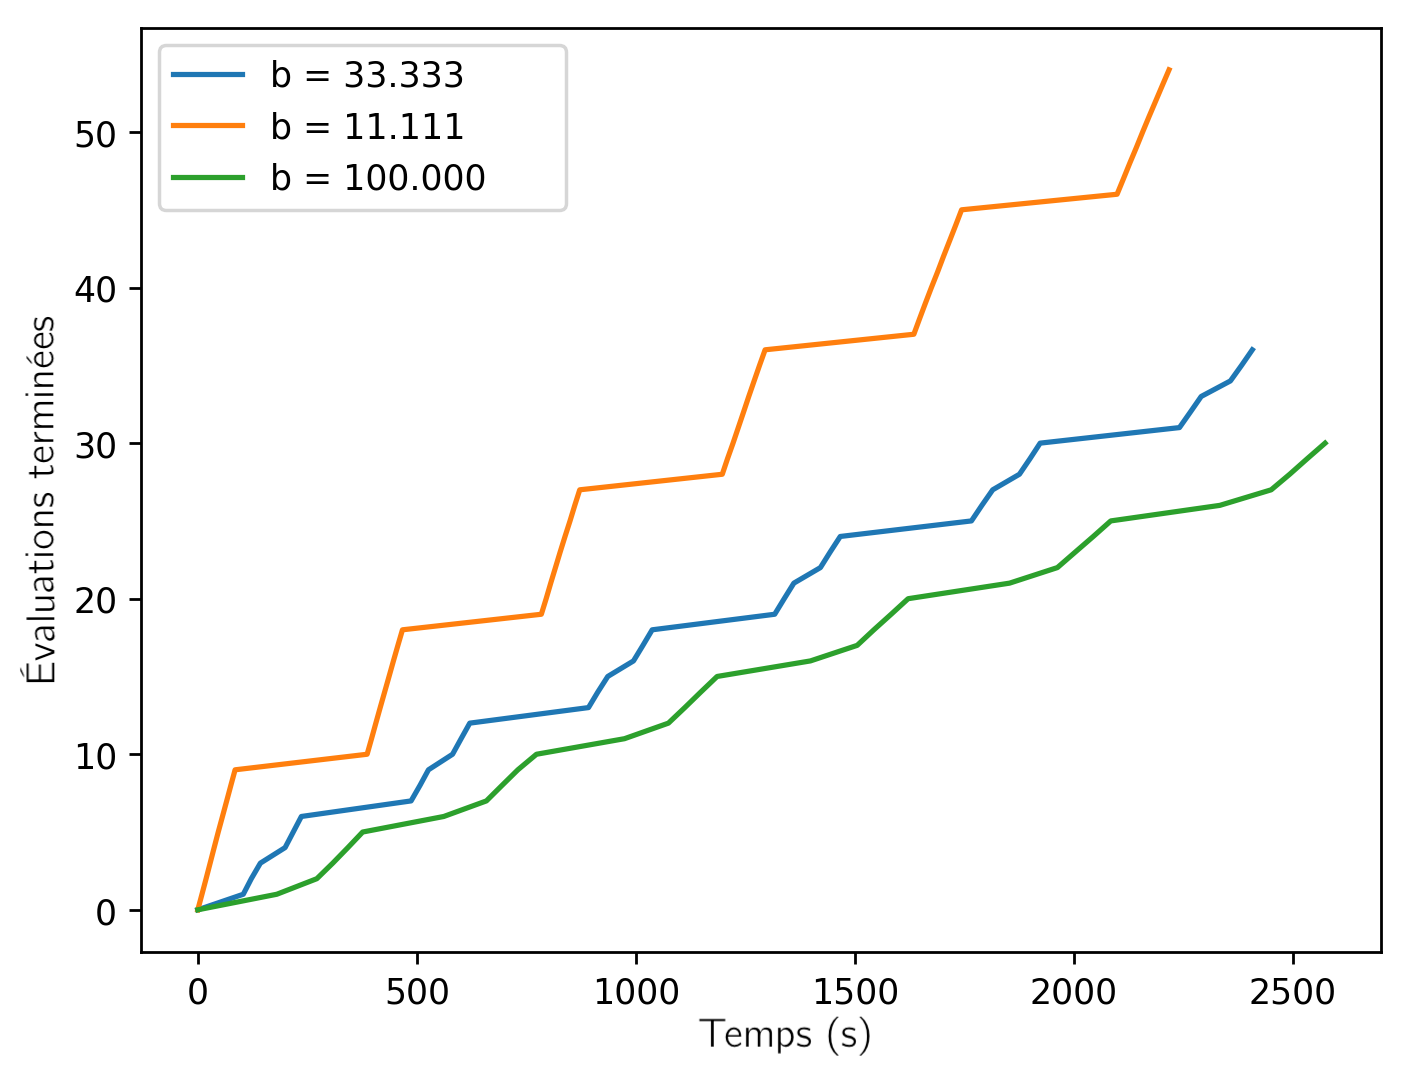 b = 33.333
b = 11.111
b = 100.000
Évaluations terminées
50
40
30
20
10
0
0 500 1000 1500 2000 2500
Temps (s)